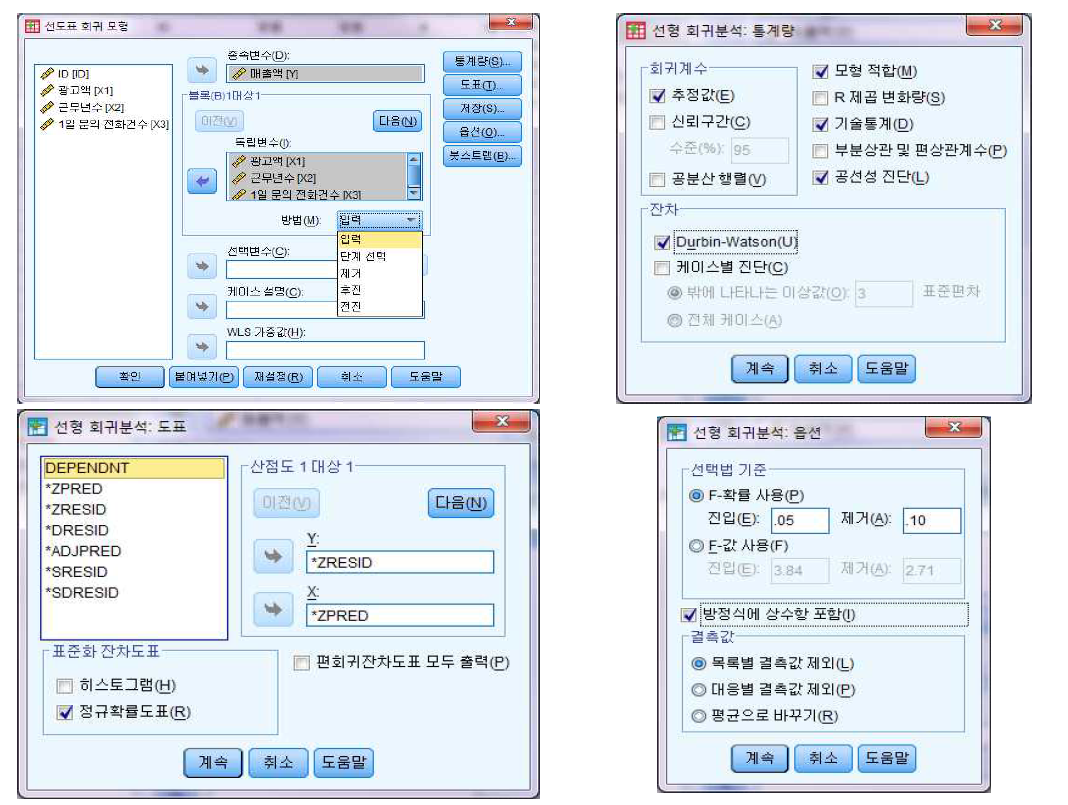 선도표 회귀 모형
ID [ID]
광고액 [X1]
근무년수 [X2]
1일 문의 전화건수 [X3]
종속변수(D):
매출액 [Y]
블록(B)1대상1
이전(V)
다음(N)
독립변수(I):
광고액 [X1]
근무년수 [X2]
1일 문의 전화건수 [X3]
방법(M):
입력
입력
단계 선택
제거
후진
전진
선택변수(C):
케이스 설명(C):
WLS 가중값(H):
통계량(S)...
도표(T)...
저장(S)...
옵션(O)...
붓스트랩(B)...
확인
붙여넣기(P)
재설정(R)
취소
도움말
선형 회귀분석: 통계량
회귀계수
추정값(E)
신뢰구간(C)
수준(%): 95
공분산 행렬(V)
모형 적합(M)
R 제곱 변화량(S)
기술통계(D)
부분상관 및 편상관계수(P)
공선성 진단(L)
잔차
Durbin-Watson(U)
케이스별 진단(C)
밖에 나타나는 이상값(O): 3 표준편차
전체 케이스(A)
계속
취소
도움말
선형 회귀분석: 도표
DEPENDNT
*ZPRED
*ZRESID
*DRESID
*ADJPRED
*SRESID
*SDRESID
산점도 1 대상 1
이전(V)
다음(N)
Y:
*ZRESID
X:
*ZPRED
표준화 잔차도표
히스토그램(H)
정규확률도표(R)
편회귀잔차도표 모두 출력(P)
계속
취소
도움말
선형 회귀분석: 옵션
선택법 기준
F-확률 사용(P)
진입(E): .05 제거(A): .10
F-값 사용(F)
진입(E): 3.84 제거(A): 2.71
방정식에 상수항 포함(I)
결측값
목록별 결측값 제외(L)
대응별 결측값 제외(P)
평균으로 바꾸기(R)
계속
취소
도움말